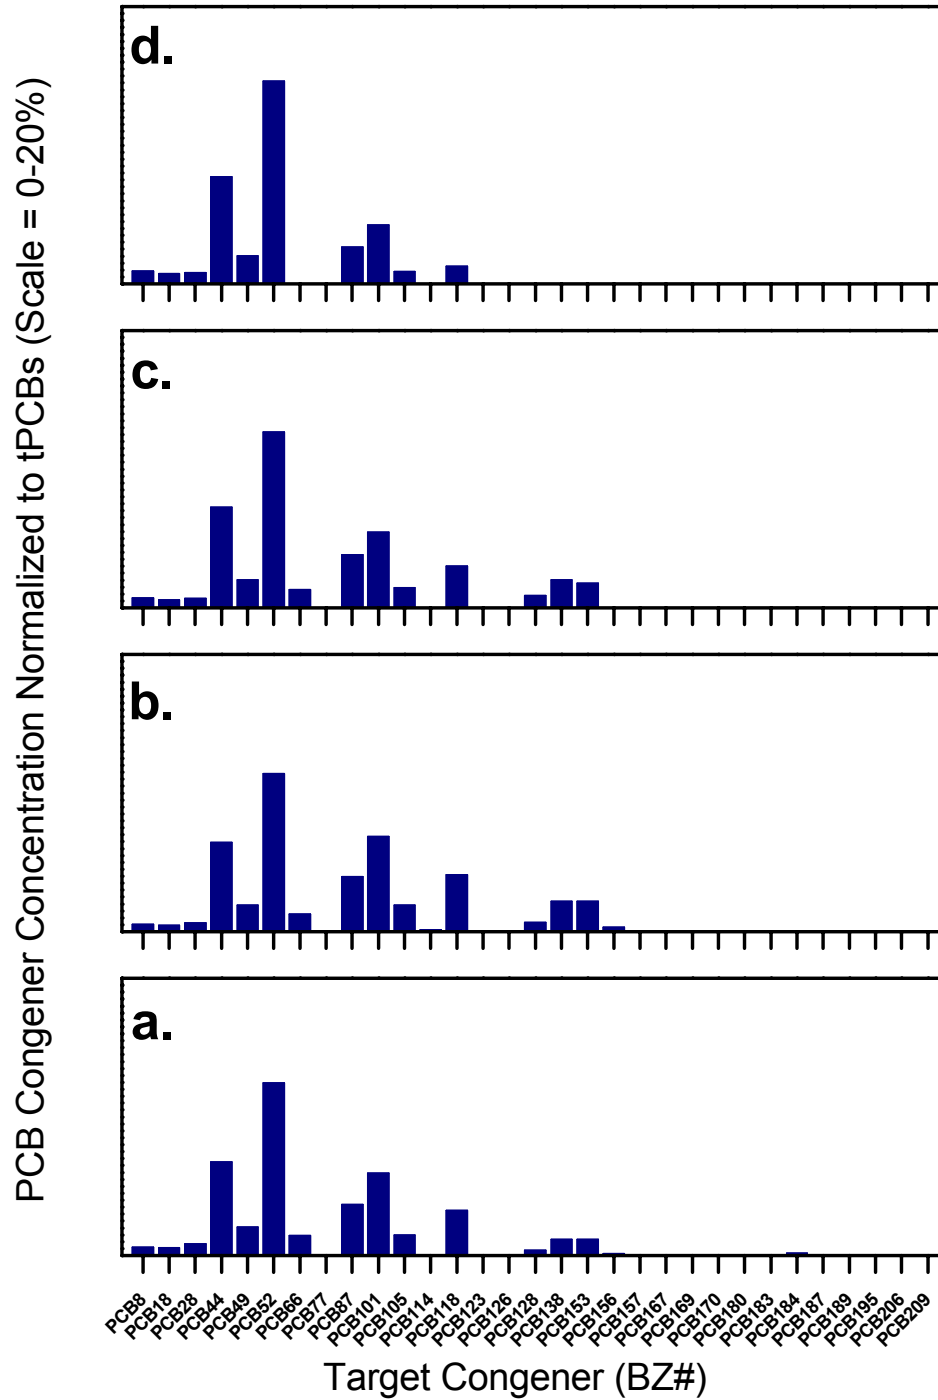 PCB Congener Concentration Normalized to tPCBs (Scale = 0-20%)
d.
c.
b.
a.
PCB8
PCB18
PCB28
PCB44
PCB49
PCB52
PCB66
PCB77
PCB87
PCB101
PCB105
PCB114
PCB118
PCB123
PCB126
PCB128
PCB138
PCB153
PCB156
PCB157
PCB167
PCB169
PCB170
PCB180
PCB183
PCB184
PCB187
PCB189
PCB195
PCB206
PCB209
Target Congener (BZ#)